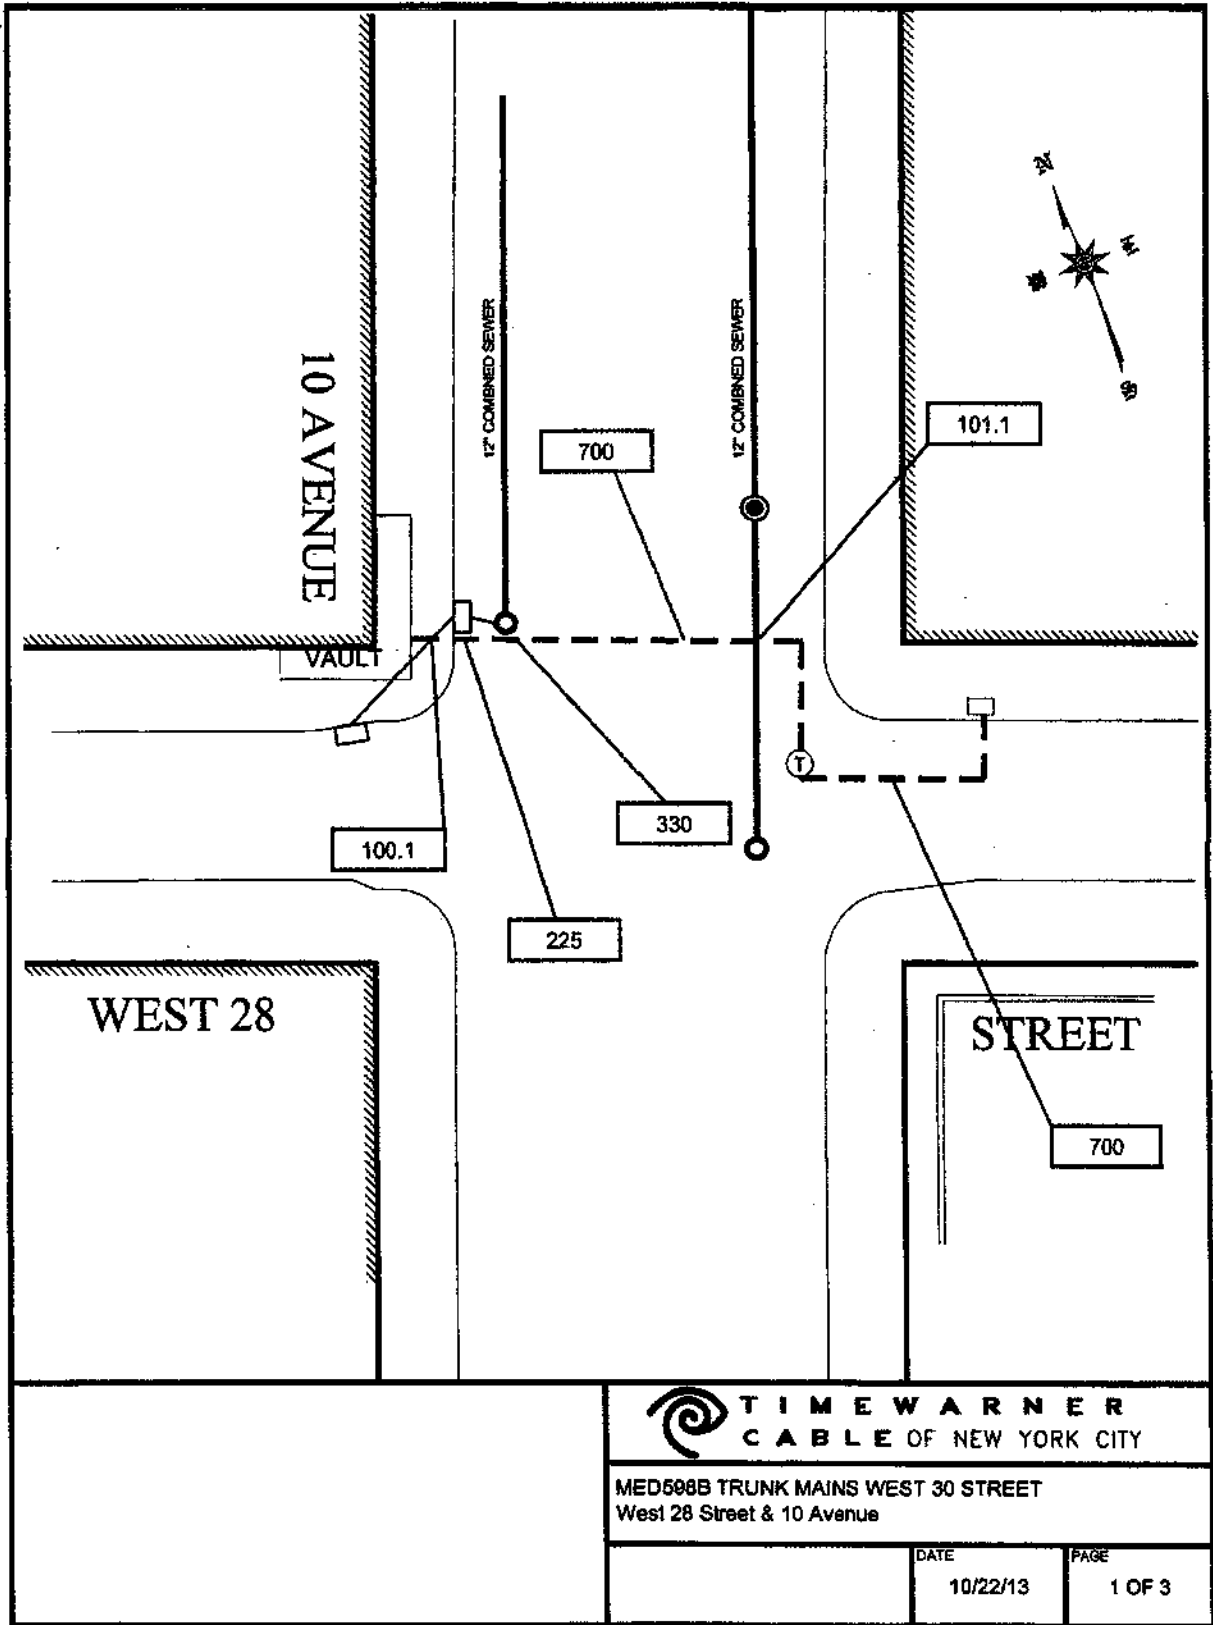 N
E
S
12" COMBINED SEWER
12" COMBINED SEWER
10 AVENUE
101.1
700
VAULT
T
330
100.1
225
WEST 28
STREET
700
TIMEWARNER
CABLE OF NEW YORK CITY
MED598B TRUNK MAINS WEST 30 STREET
West 28 Street & 10 Avenue
DATE
10/22/13
PAGE
1 OF 3